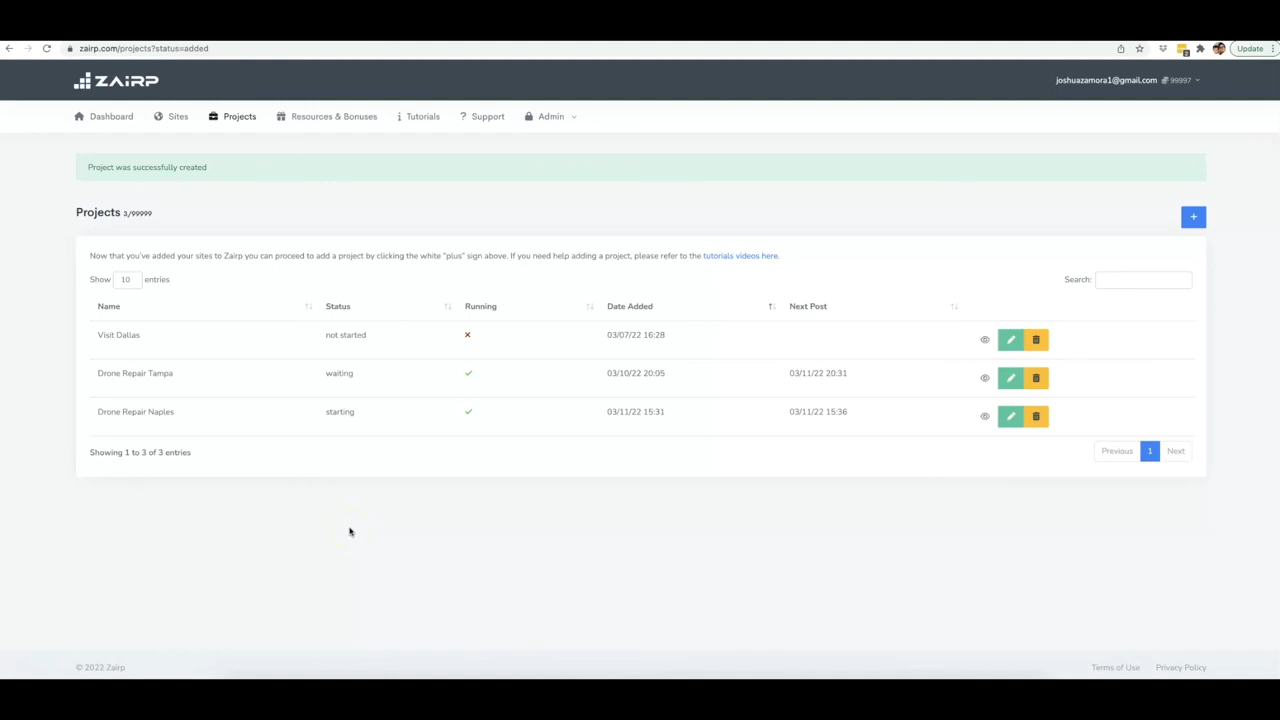 zairp.com/projects?status=added
Update
ZAIRP
joshuazamora1@gmail.com 99997
Dashboard Sites Projects Resources & Bonuses Tutorials Support Admin
Project was successfully created
Projects 3/99999
+
Now that you've added your sites to Zairp you can proceed to add a project by clicking the white "plus" sign above. If you need help adding a project, please refer to the tutorials videos here.
Show 10 entries Search:
Name Status Running Date Added Next Post
Visit Dallas not started 03/07/22 16:28
Drone Repair Tampa waiting 03/10/22 20:05 03/11/22 20:31
Drone Repair Naples starting 03/11/22 15:31 03/11/22 15:36
Showing 1 to 3 of 3 entries Previous 1 Next
© 2022 Zairp Terms of Use Privacy Policy